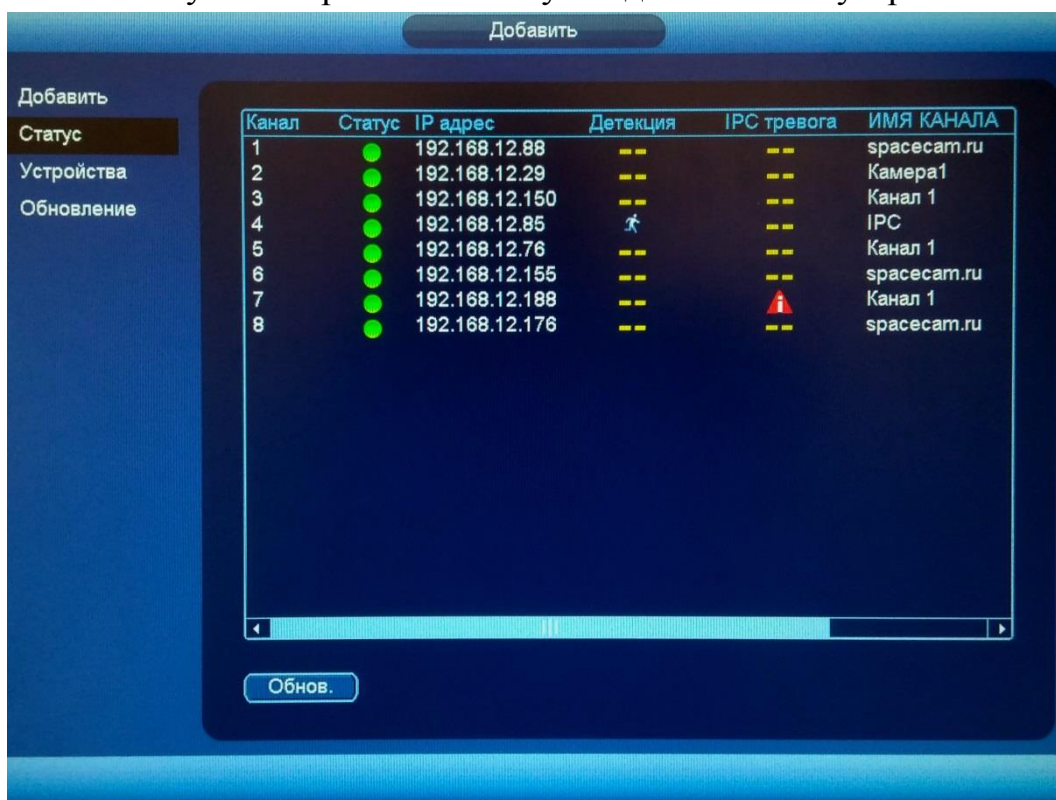 Добавить
Добавить
Статус
Устройства
Обновление
Канал Статус IP адрес Детекция IPC тревога ИМЯ КАНАЛА
1 192.168.12.88 -- -- spacecam.ru
2 192.168.12.29 -- -- Камера1
3 192.168.12.150 -- -- Канал 1
4 192.168.12.85 -- IPC
5 192.168.12.76 -- -- Канал 1
6 192.168.12.155 -- -- spacecam.ru
7 192.168.12.188 -- Канал 1
8 192.168.12.176 -- -- spacecam.ru
Обнов.